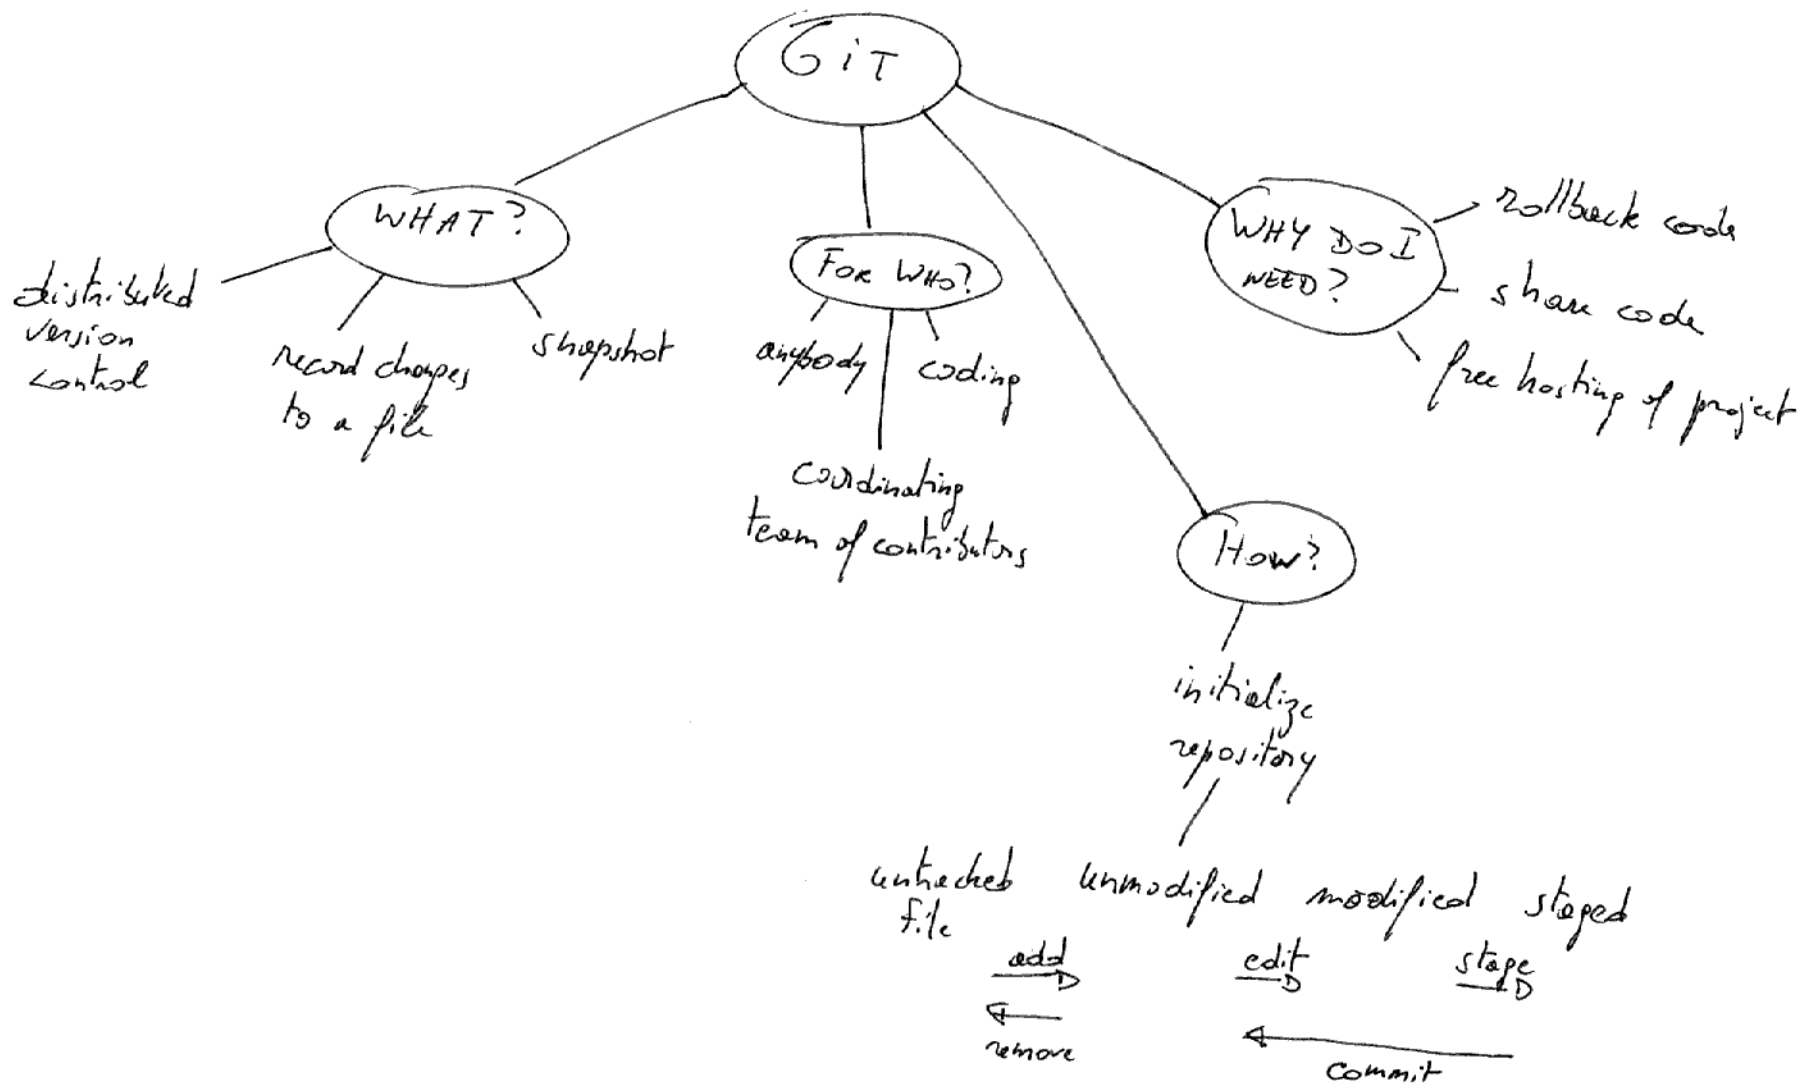 GiT
WHAT?
distributed
version
control
record changes
to a file
snapshot
FOR WHO?
anybody
coding
coordinating
team of contributors
WHY DO I
NEED?
rollback code
share code
free hosting of project
How?
initialize
repository
untracked
file
unmodified
modified
staged
add
remove
edit
stage
commit